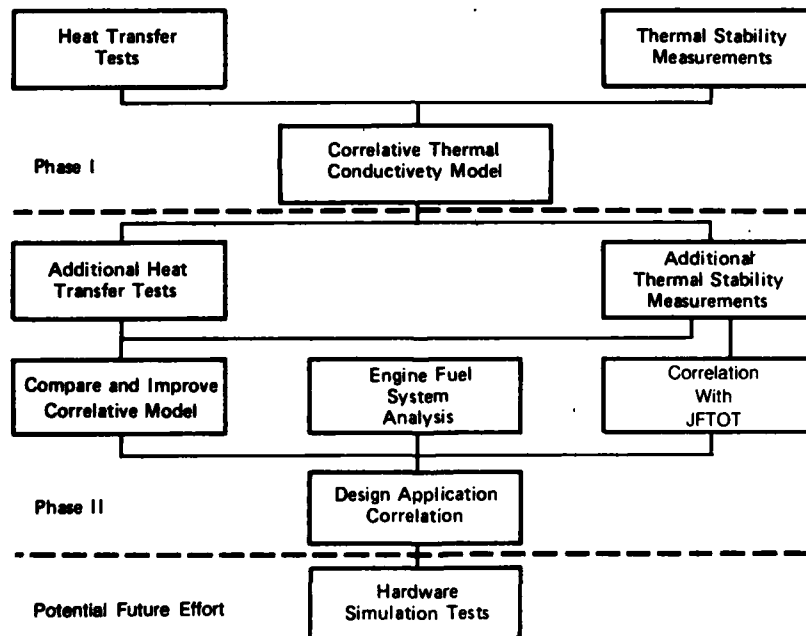 Heat Transfer
Tests
Thermal Stability
Measurements
Phase I
Correlative Thermal
Conductivety Model
Additional Heat
Transfer Tests
Additional
Thermal Stability
Measurements
Compare and Improve
Correlative Model
Engine Fuel
System
Analysis
Correlation
With
JFTOT
Phase II
Design Application
Correlation
Potential Future Effort
Hardware
Simulation Tests